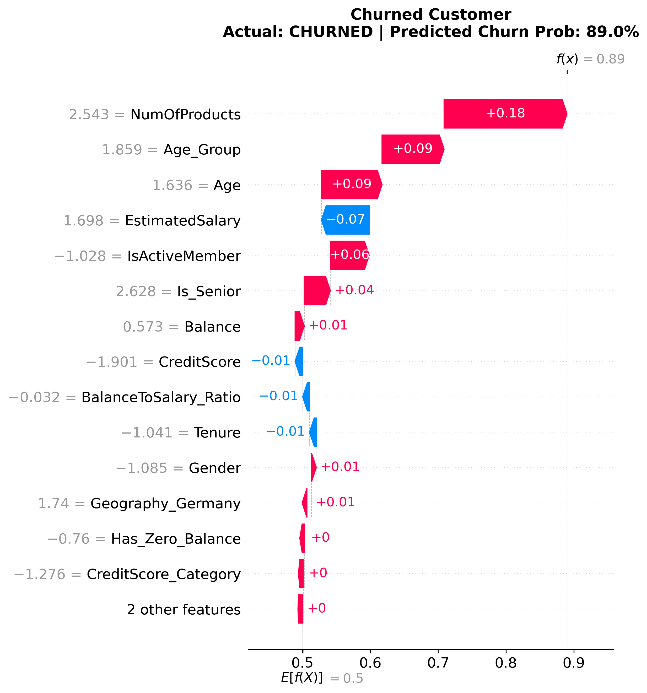 Churned Customer
Actual: CHURNED | Predicted Churn Prob: 89.0%
f(x) = 0.89
2.543 = NumOfProducts +0.18
1.859 = Age_Group +0.09
1.636 = Age +0.09
1.698 = EstimatedSalary −0.07
−1.028 = IsActiveMember +0.06
2.628 = Is_Senior +0.04
0.573 = Balance +0.01
−1.901 = CreditScore −0.01
−0.032 = BalanceToSalary_Ratio −0.01
−1.041 = Tenure −0.01
−1.085 = Gender +0.01
1.74 = Geography_Germany +0.01
−0.76 = Has_Zero_Balance +0
−1.276 = CreditScore_Category +0
2 other features +0
0.5 0.6 0.7 0.8 0.9
E[f(X)] = 0.5